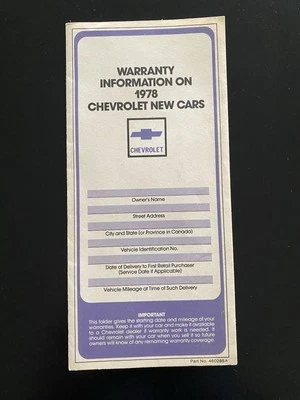 WARRANTY
INFORMATION ON
1978
CHEVROLET NEW CARS
CHEVROLET
Owner's Name
Street Address
City and State (or Province in Canada)
Vehicle Identification No.
Date of Delivery to First Retail Purchaser
(Service Date if Applicable)
Vehicle Mileage at Time of Such Delivery
IMPORTANT
This folder gives the starting date and mileage of your
warranties. Keep it with your car and make it available
to a Chevrolet dealer if warranty work is needed. It
should remain with your car when you sell it so future
owners will know of any remaining warranty coverage.
Part No.